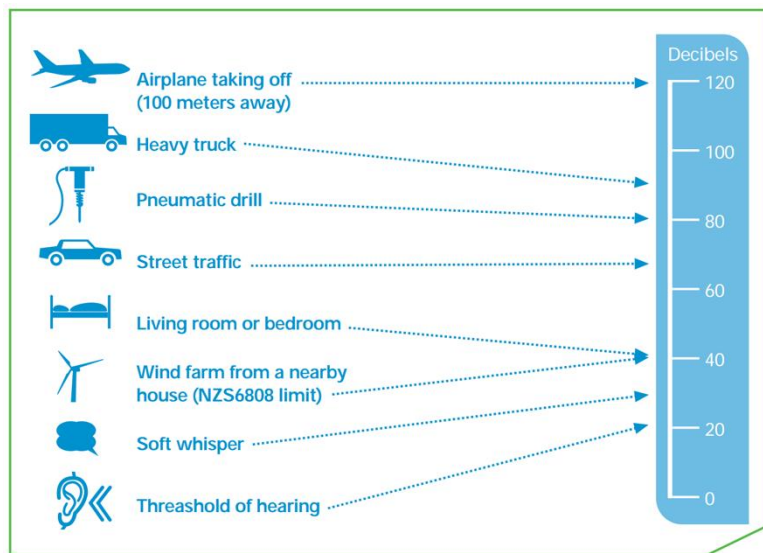 Decibels
Airplane taking off
(100 meters away)
120
Heavy truck
100
Pneumatic drill
80
Street traffic
60
Living room or bedroom
Wind farm from a nearby
house (NZS6808 limit)
40
Soft whisper
20
Threashold of hearing
0